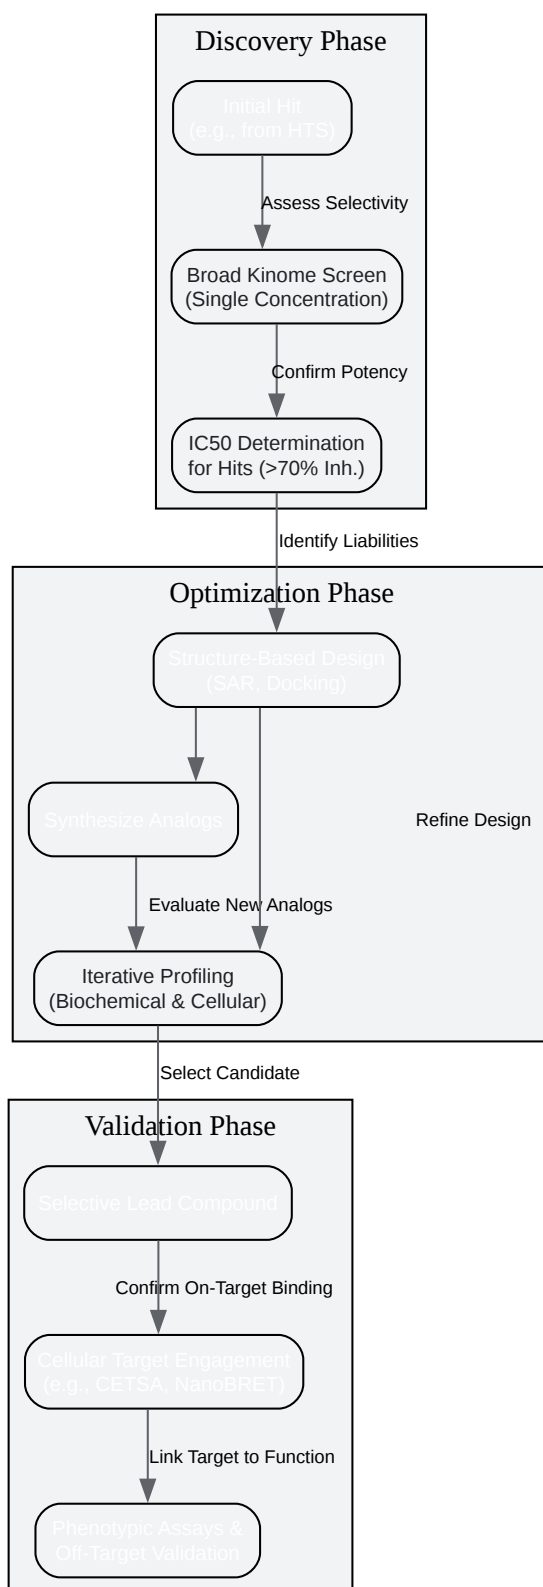 Discovery Phase
Initial Hit
(e.g., from HTS)
Assess Selectivity
Broad Kinome Screen
(Single Concentration)
Confirm Potency
IC50 Determination
for Hits (>70% Inh.)
Identify Liabilities
Optimization Phase
Structure-Based Design
(SAR, Docking)
Synthesize Analogs
Refine Design
Evaluate New Analogs
Iterative Profiling
(Biochemical & Cellular)
Select Candidate
Validation Phase
Selective Lead Compound
Confirm On-Target Binding
Cellular Target Engagement
(e.g., CETSA, NanoBRET)
Link Target to Function
Phenotypic Assays &
Off-Target Validation